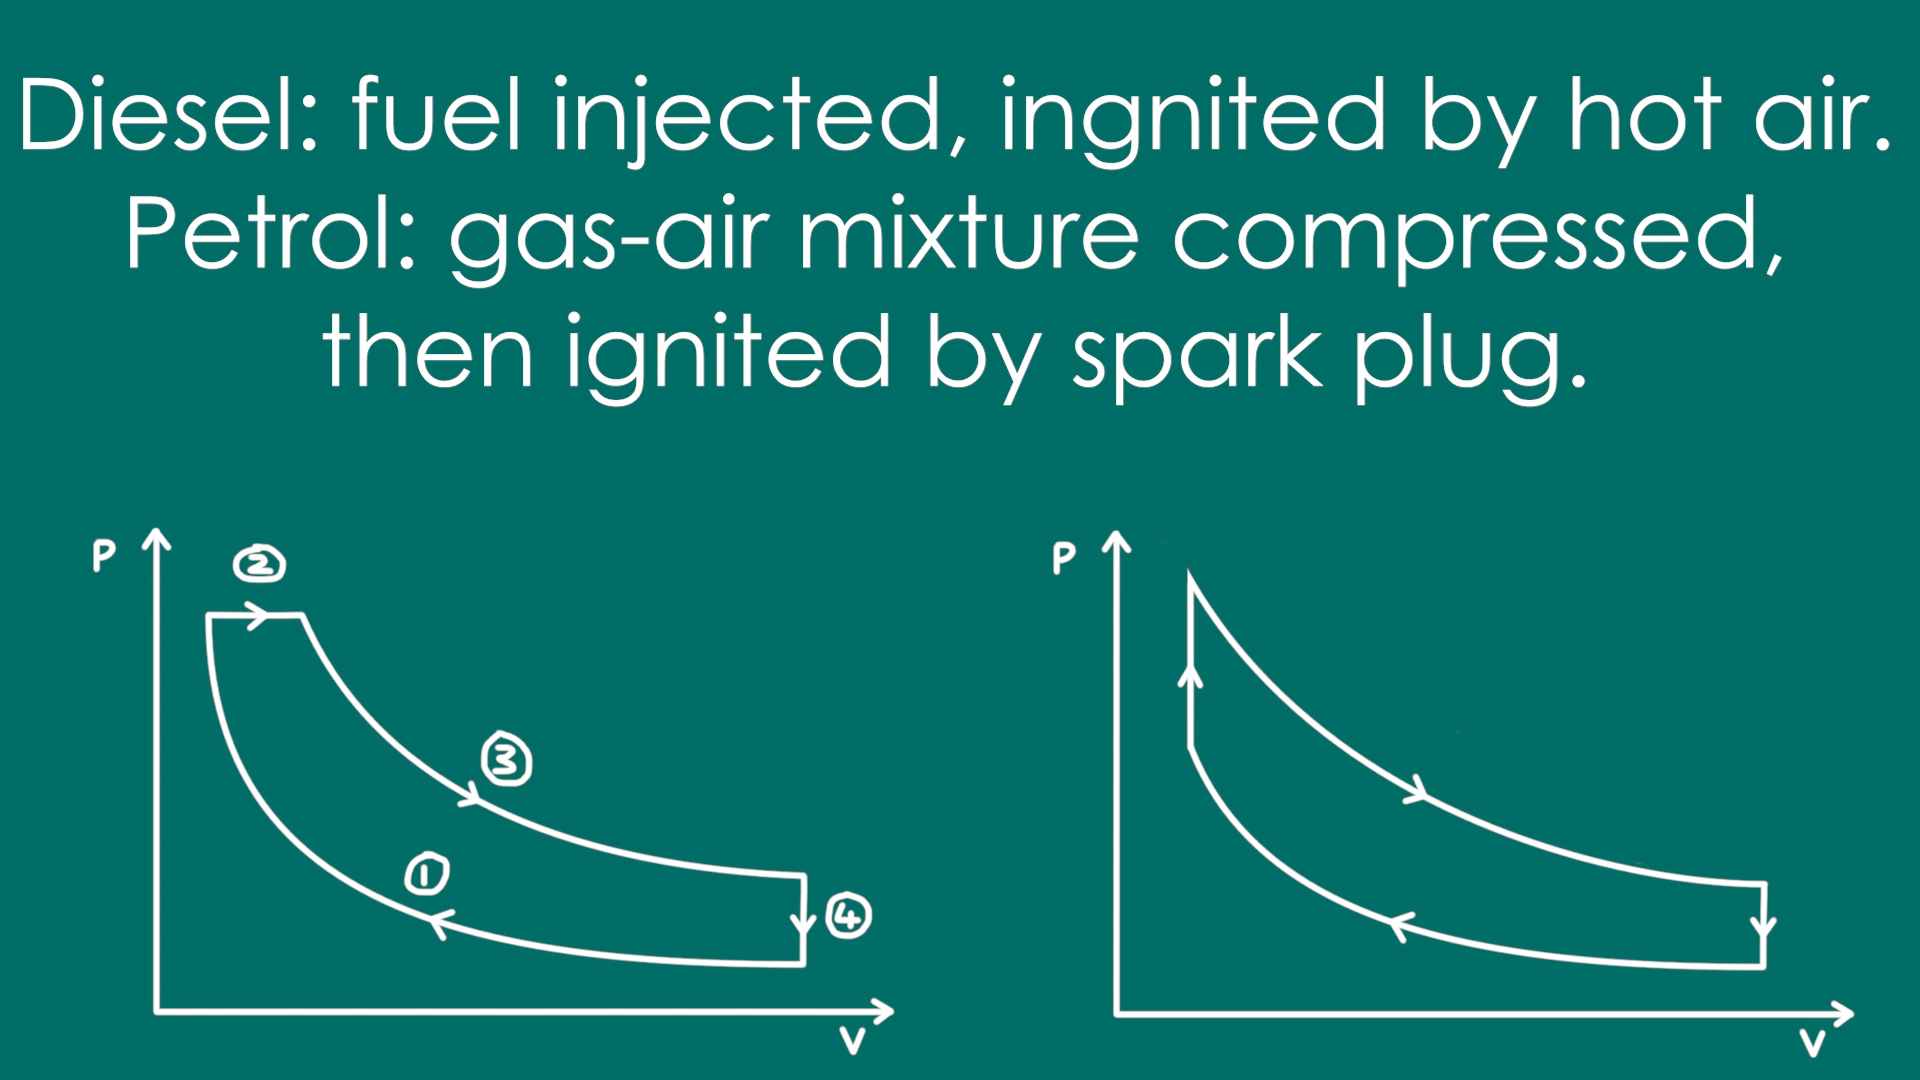 Diesel: fuel injected, ingnited by hot air.
Petrol: gas-air mixture compressed,
then ignited by spark plug.
P
②
③
①
④
V
P
V